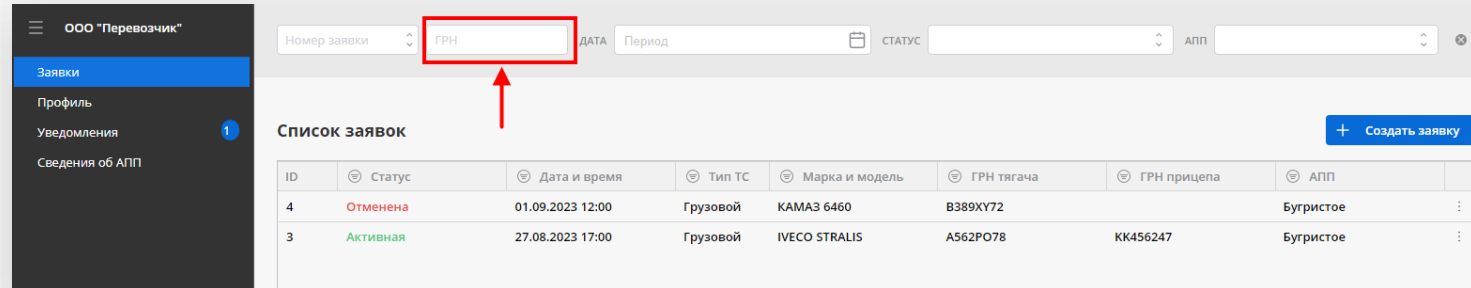 ООО "Перевозчик"
Номер заявки ГРН ДАТА Период СТАТУС АПП
Заявки
Профиль
Уведомления 1
Сведения об АПП
Список заявок
+ Создать заявку
ID Статус Дата и время Тип ТС Марка и модель ГРН тягача ГРН прицепа АПП
4 Отменена 01.09.2023 12:00 Грузовой КАМАЗ 6460 В389ХУ72 Бугристое
3 Активная 27.08.2023 17:00 Грузовой IVECO STRALIS А562РО78 КК456247 Бугристое